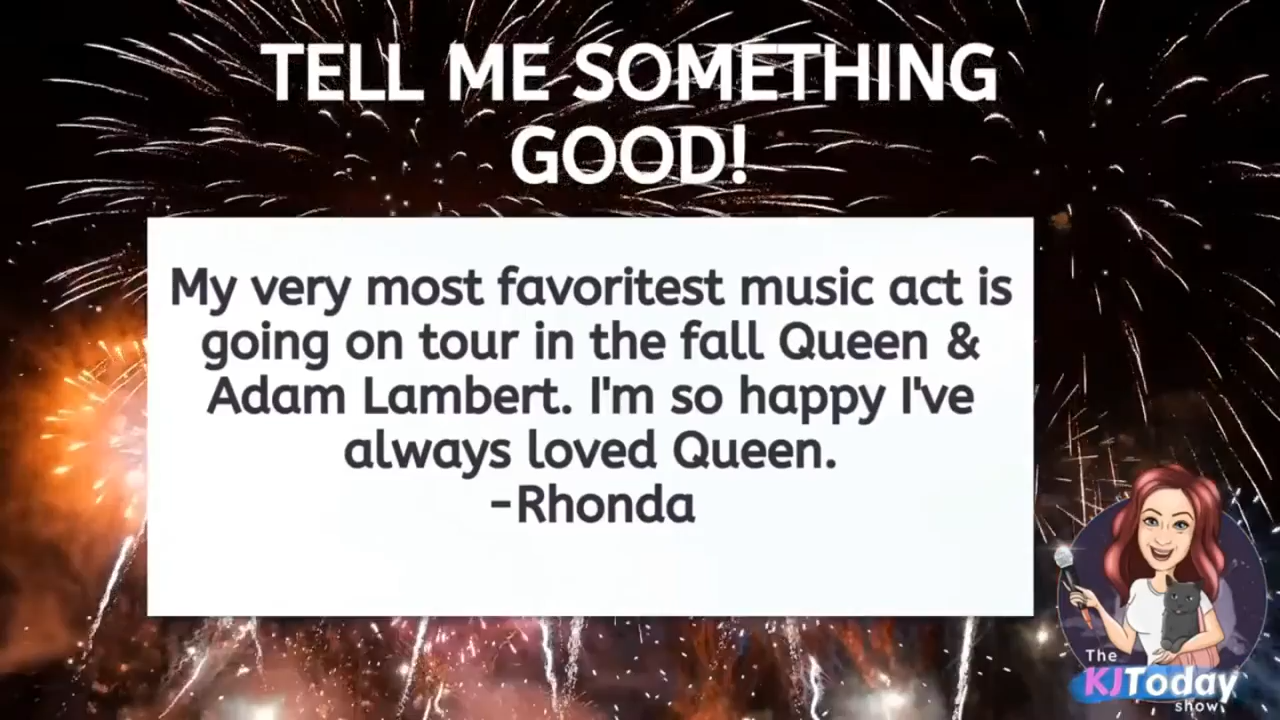 TELL ME SOMETHING
GOOD!
My very most favoritest music act is
going on tour in the fall Queen &
Adam Lambert. I'm so happy I've
always loved Queen.
-Rhonda
The
KJToday
show